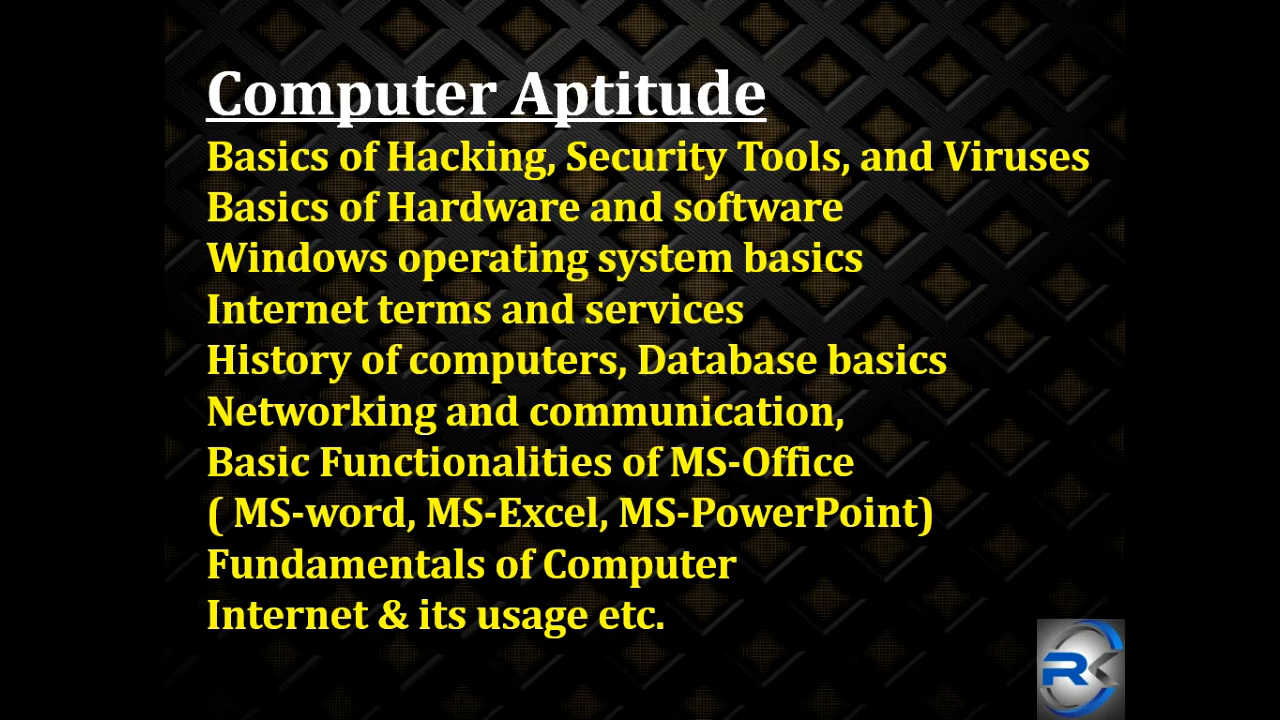 Computer Aptitude
Basics of Hacking, Security Tools, and Viruses
Basics of Hardware and software
Windows operating system basics
Internet terms and services
History of computers, Database basics
Networking and communication,
Basic Functionalities of MS-Office
( MS-word, MS-Excel, MS-PowerPoint)
Fundamentals of Computer
Internet & its usage etc.
RK